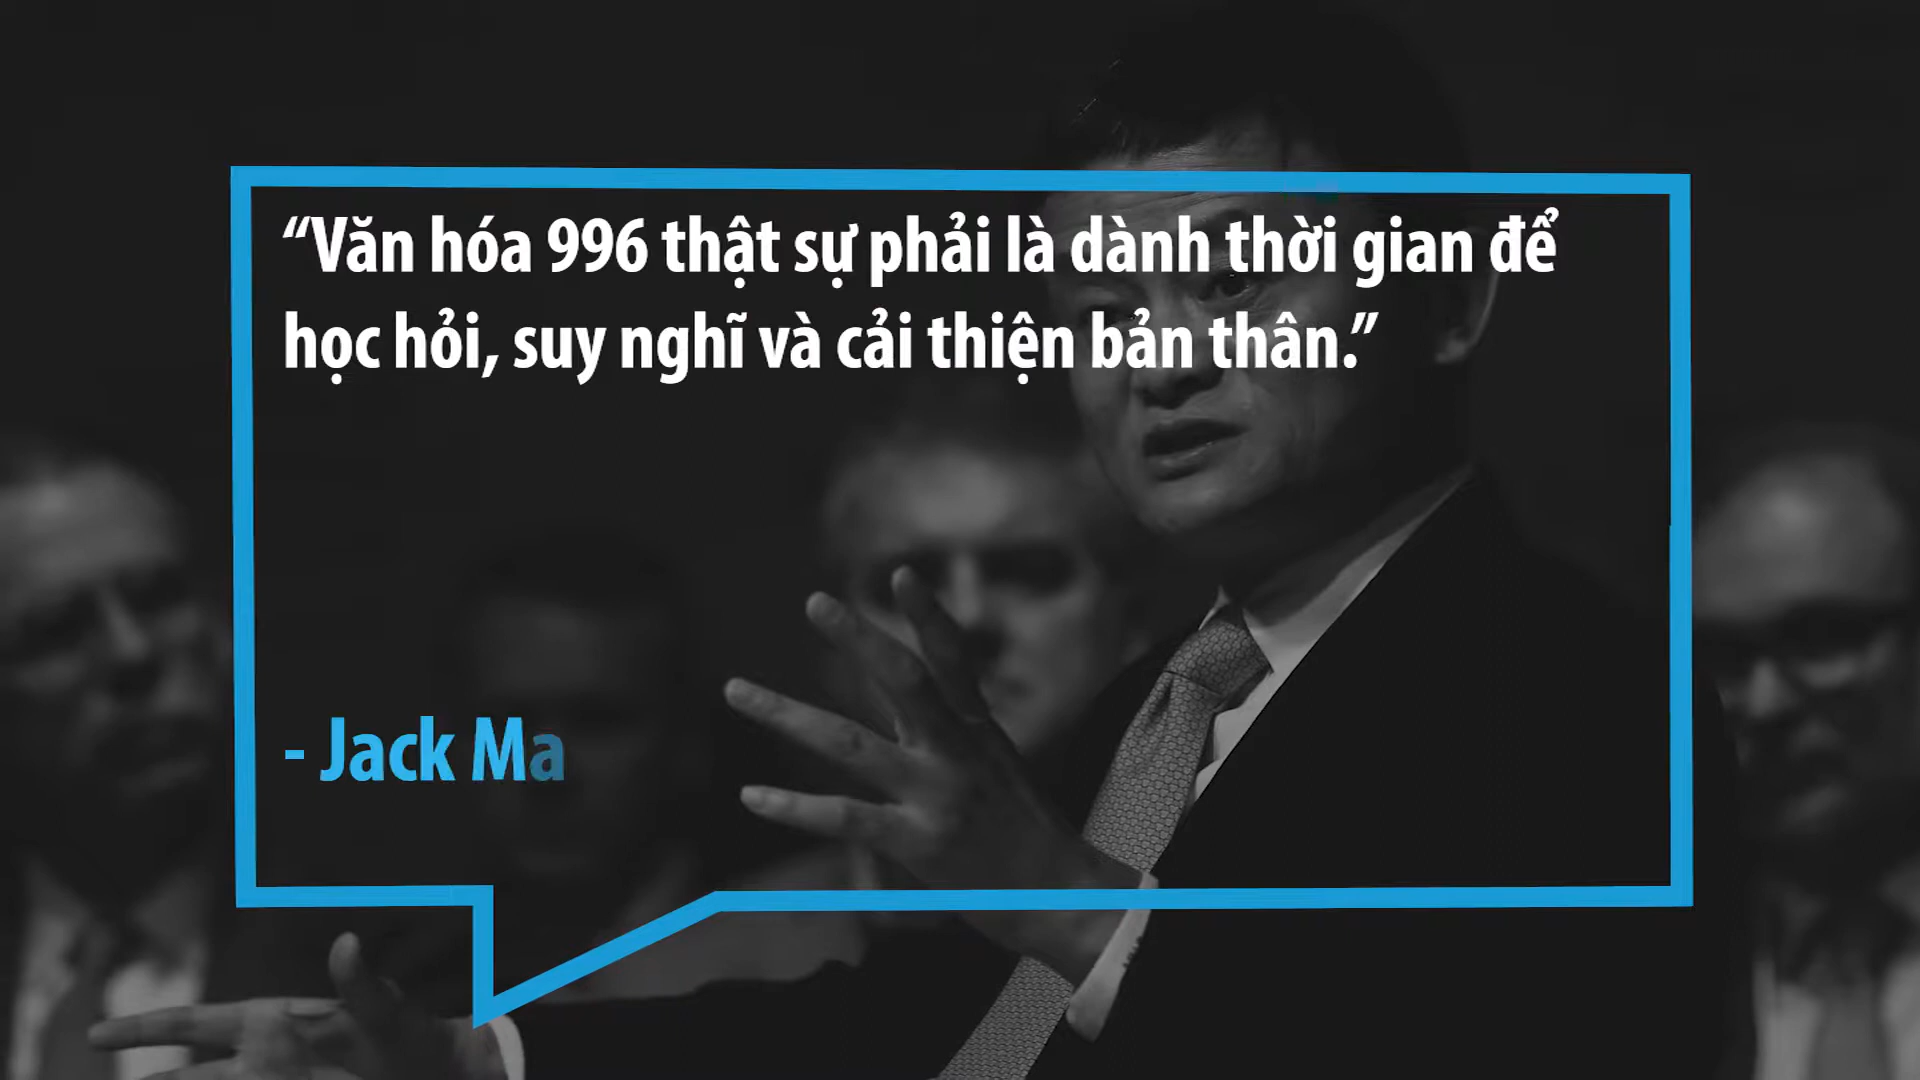 “Văn hóa 996 thật sự phải là dành thời gian để
học hỏi, suy nghĩ và cải thiện bản thân.”
- Jack Ma